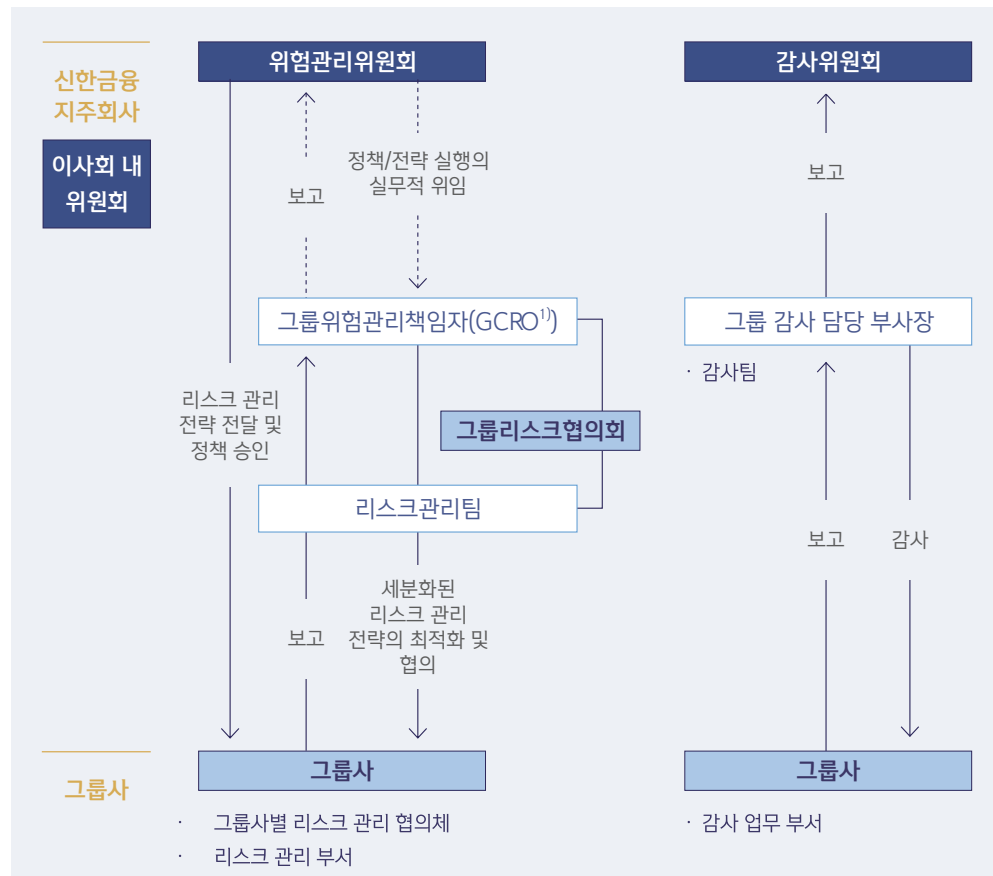 신한금융
지주회사
이사회 내
위원회
위험관리위원회
보고
정책/전략 실행의
실무적 위임
그룹위험관리책임자(GCRO1))
리스크 관리
전략 전달 및
정책 승인
그룹리스크협의회
리스크관리팀
보고
세분화된
리스크 관리
전략의 최적화 및
협의
감사위원회
보고
그룹 감사 담당 부사장
· 감사팀
보고
감사
그룹사
그룹사
· 그룹사별 리스크 관리 협의체
· 리스크 관리 부서
그룹사
· 감사 업무 부서